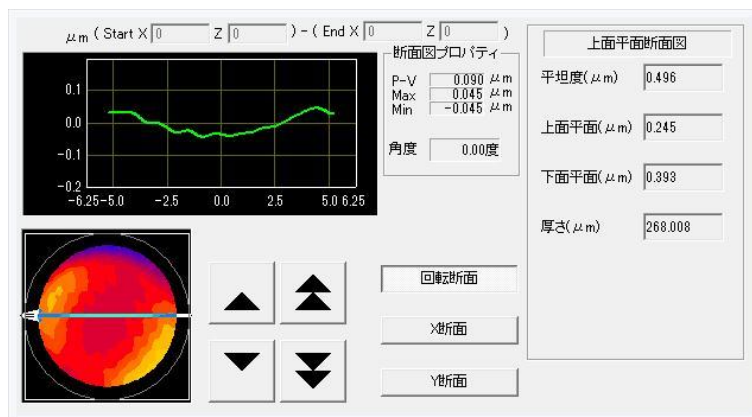 μm ( Start X 0 Z 0 ) - ( End X 0 Z 0 )
断面図プロパティ
P-V 0.090 μm
Max 0.045 μm
Min -0.045 μm
角度 0.00度
0.1
0.0
-0.1
-0.2
-6.25 -5.0 -2.5 0.0 2.5 5.0 6.25
上面平面断面図
平坦度(μm) 0.496
上面平面(μm) 0.245
下面平面(μm) 0.393
厚さ(μm) 268.008
回転断面
X断面
Y断面